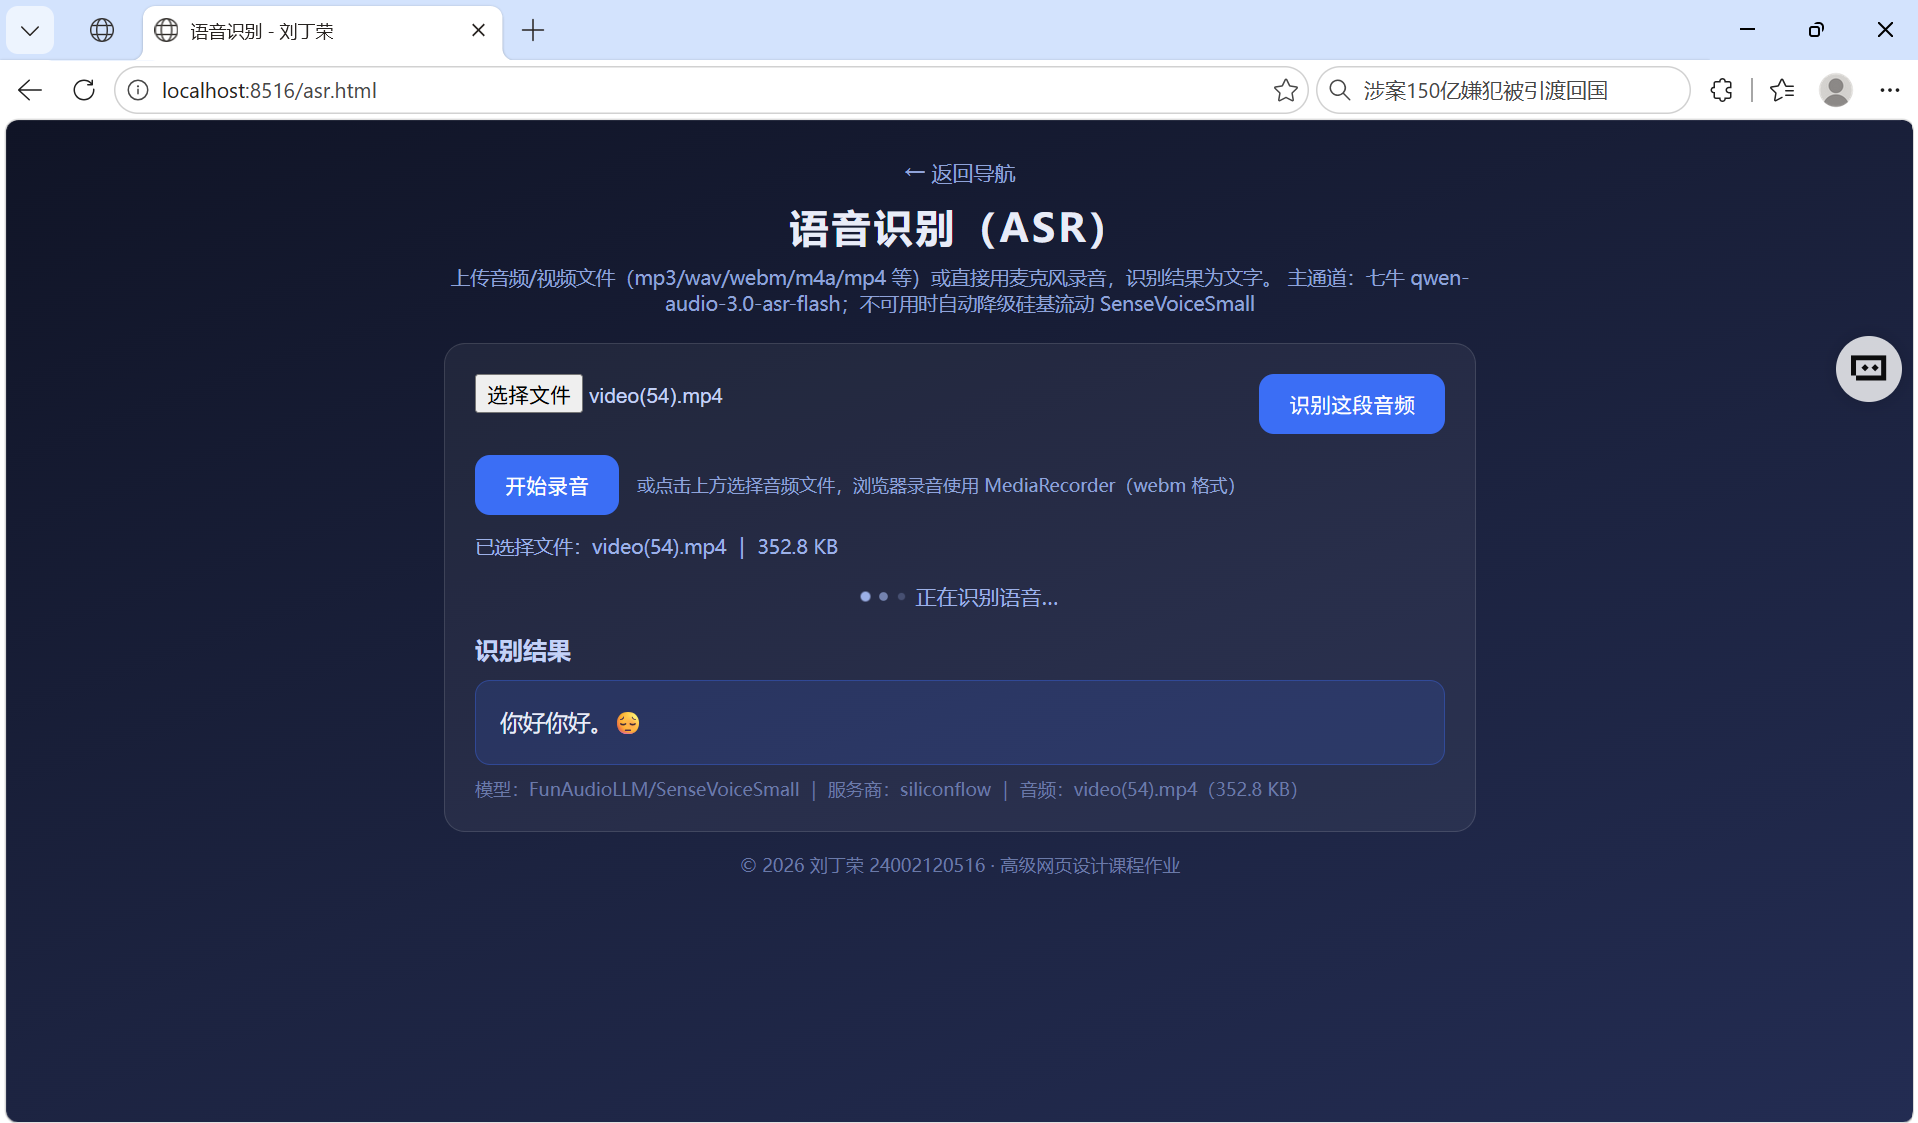 语音识别 - 刘丁荣
localhost:8516/asr.html
涉案150亿嫌犯被引渡回国
← 返回导航
语音识别（ASR）
上传音频/视频文件（mp3/wav/webm/m4a/mp4 等）或直接用麦克风录音，识别结果为文字。 主通道：七牛 qwen-
audio-3.0-asr-flash；不可用时自动降级硅基流动 SenseVoiceSmall
选择文件 video(54).mp4
识别这段音频
开始录音 或点击上方选择音频文件，浏览器录音使用 MediaRecorder（webm 格式）
已选择文件：video(54).mp4 | 352.8 KB
正在识别语音...
识别结果
你好你好。😔
模型：FunAudioLLM/SenseVoiceSmall | 服务商：siliconflow | 音频：video(54).mp4（352.8 KB）
© 2026 刘丁荣 24002120516 · 高级网页设计课程作业